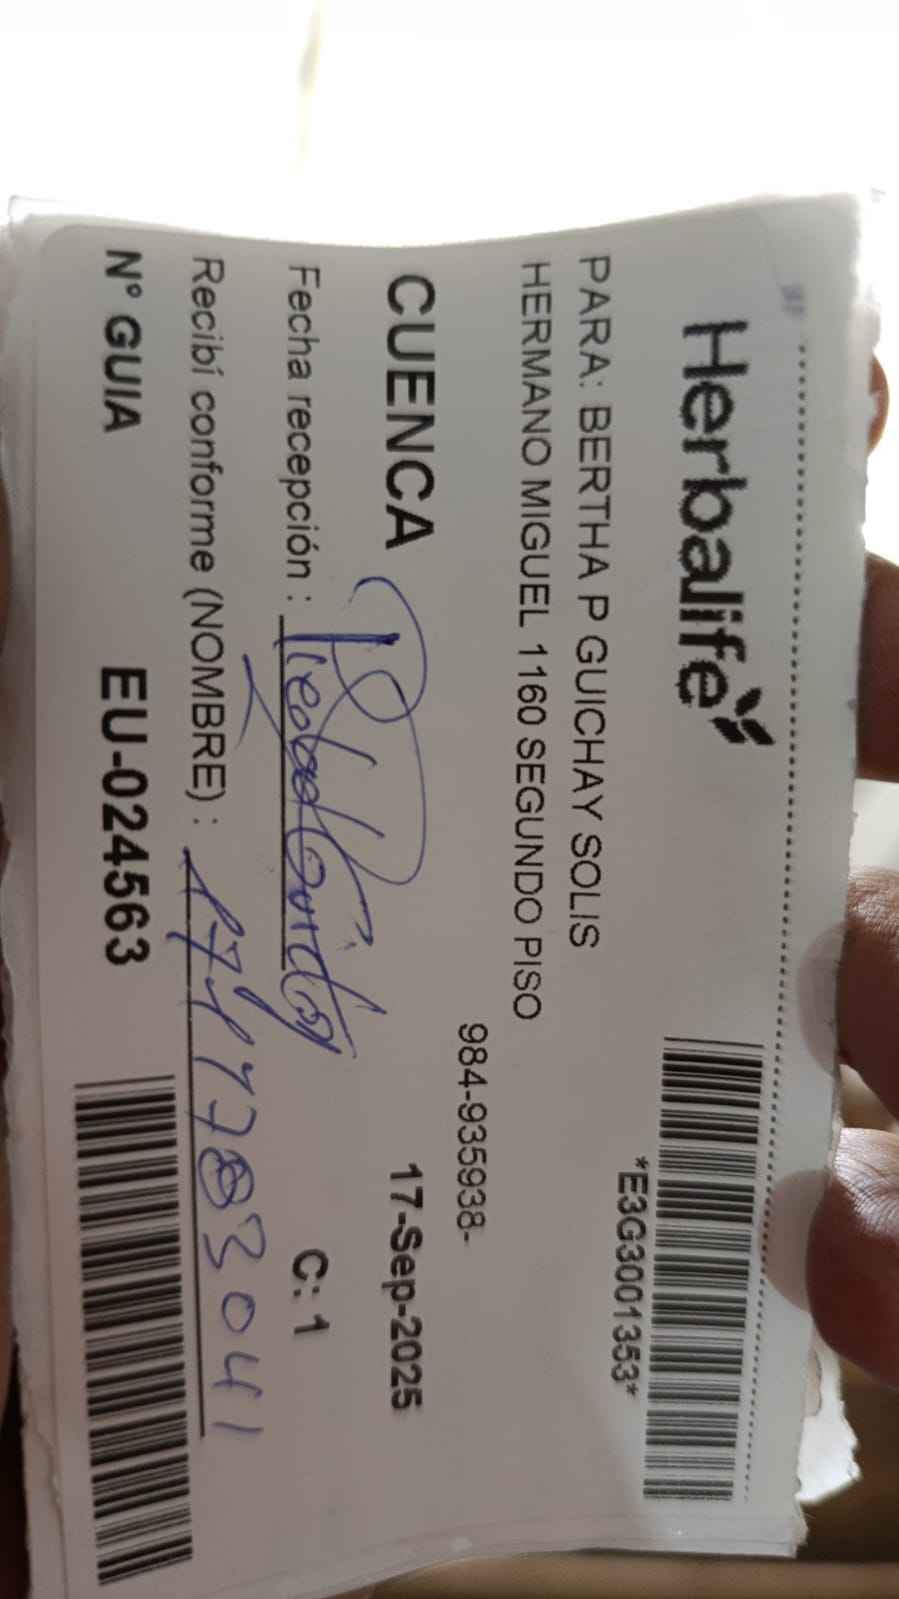 Herbalife
*E3G3001353*
PARA: BERTHA P GUICHAY SOLIS
HERMANO MIGUEL 1160 SEGUNDO PISO
984-935938-
CUENCA 17-Sep-2025
Fecha recepción : C: 1
Recibí conforme (NOMBRE) :
N° GUIA EU-024563